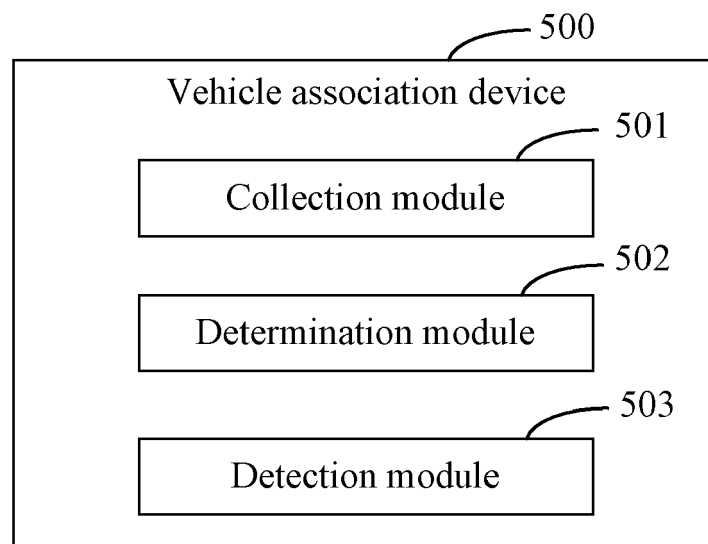 500
Vehicle association device
501
Collection module
502
Determination module
503
Detection module